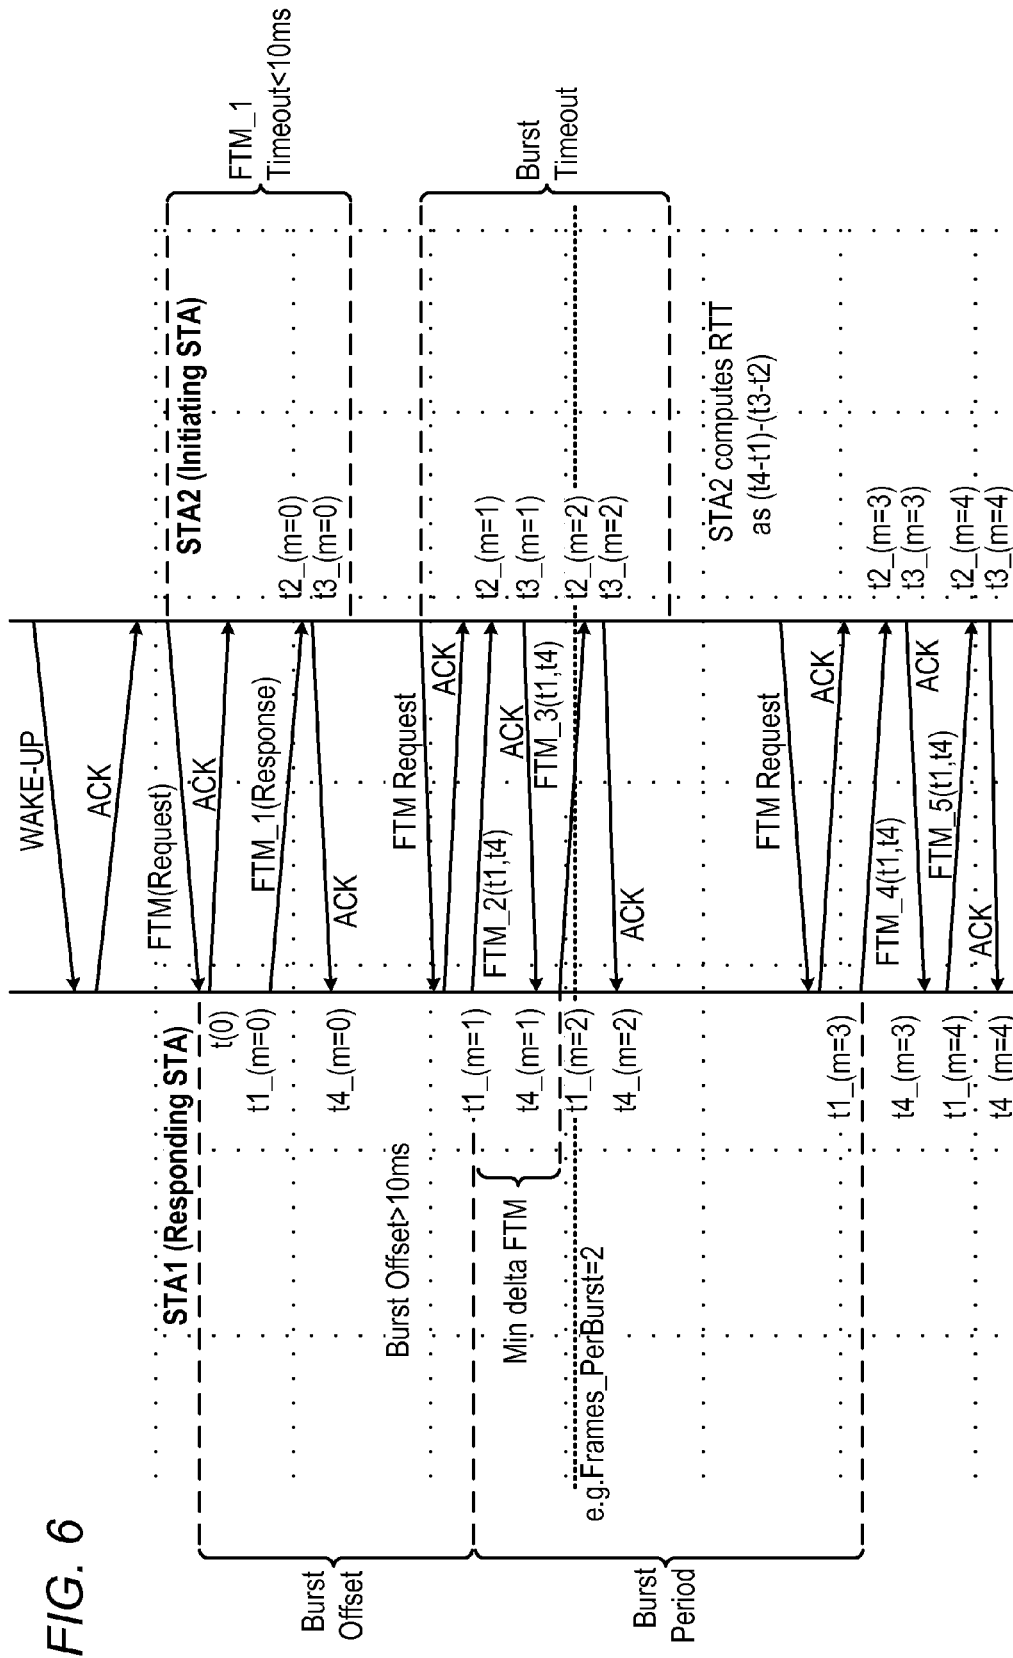 FIG. 6
STA1 (Responding STA)
STA2 (Initiating STA)
WAKE-UP
ACK
FTM(Request)
ACK
FTM_1(Response)
ACK
FTM Request
ACK
FTM_2(t1,t4)
ACK
FTM_3(t1,t4)
ACK
FTM Request
ACK
FTM_4(t1,t4)
ACK
FTM_5(t1,t4)
ACK
Burst
Offset
Burst Offset>10ms
Min delta FTM
e.g.Frames_PerBurst=2
Burst
Period
t(0)
t1_(m=0)
t4_(m=0)
t1_(m=1)
t4_(m=1)
t1_(m=2)
t4_(m=2)
t1_(m=3)
t4_(m=3)
t1_(m=4)
t4_(m=4)
t2_(m=0)
t3_(m=0)
t2_(m=1)
t3_(m=1)
t2_(m=2)
t3_(m=2)
STA2 computes RTT
as (t4-t1)-(t3-t2)
t2_(m=3)
t3_(m=3)
t2_(m=4)
t3_(m=4)
FTM_1
Timeout<10ms
Burst
Timeout